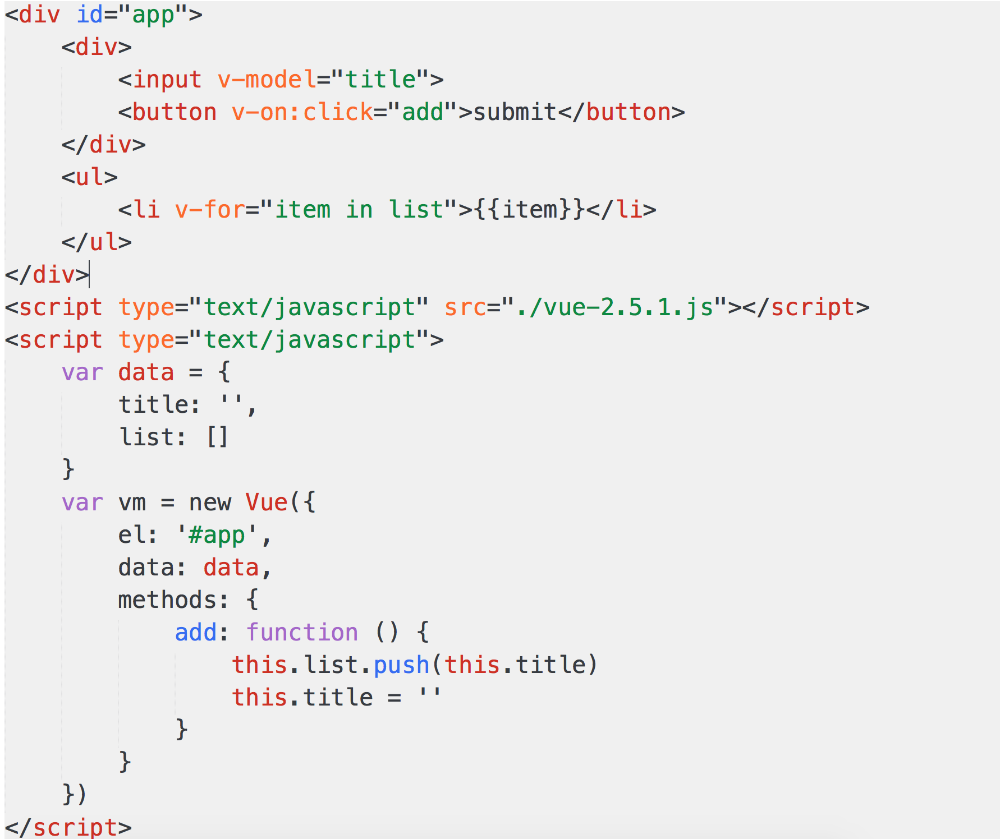 <div id="app">
    <div>
        <input v-model="title">
        <button v-on:click="add">submit</button>
    </div>
    <ul>
        <li v-for="item in list">{{item}}</li>
    </ul>
</div>
<script type="text/javascript" src="./vue-2.5.1.js"></script>
<script type="text/javascript">
    var data = {
        title: '',
        list: []
    }
    var vm = new Vue({
        el: '#app',
        data: data,
        methods: {
            add: function () {
                this.list.push(this.title)
                this.title = ''
            }
        }
    })
</script>